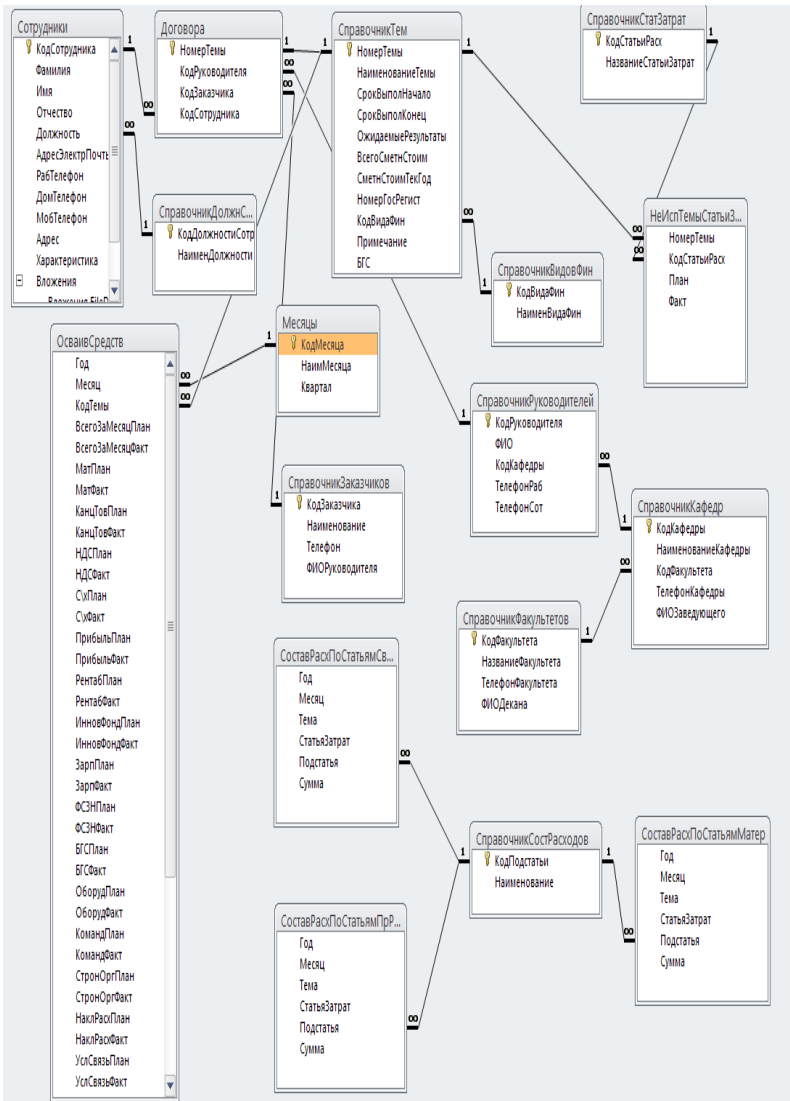 Сотрудники
КодСотрудника
Фамилия
Имя
Отчество
Должность
АдресЭлектрПочть
РабТелефон
ДомТелефон
МобТелефон
Адрес
Характеристика
Вложения
Договора
НомерТемы
КодРуководителя
КодЗаказчика
КодСотрудника
СправочникТем
НомерТемы
НаименованиеТемы
СрокВыполНачало
СрокВыполКонец
ОжидаемыеРезультаты
ВсегоСметнСтоим
СметнСтоимТекГод
НомерГосРегист
КодВидаФин
Примечание
БГС
СправочникСтатЗатрат
КодСтатьиРасх
НазваниеСтатьиЗатрат
СправочникДолжнС...
КодДолжностиСотр
НаименДолжности
НеИспТемыСтатьиЗ...
НомерТемы
КодСтатьиРасх
План
Факт
СправочникВидовФин
КодВидаФин
НаименВидаФин
Месяцы
КодМесяца
НаимМесяца
Квартал
ОсваивСредств
Год
Месяц
КодТемы
ВсегоЗаМесяцПлан
ВсегоЗаМесяцФакт
МатПлан
МатФакт
КанцТовПлан
КанцТовФакт
НДСПлан
НДСФакт
С\хПлан
С\хФакт
ПрибыльПлан
ПрибыльФакт
РентабПлан
РентабФакт
ИнновФондПлан
ИнновФондФакт
ЗарпПлан
ЗарпФакт
ФСЗНПлан
ФСЗНФакт
БГСПлан
БГСФакт
ОборудПлан
ОборудФакт
КомандПлан
КомандФакт
СтронОргПлан
СтронОргФакт
НаклРасхПлан
НаклРасхФакт
УслСвязьПлан
УслСвязьФакт
СправочникРуководителей
КодРуководителя
ФИО
КодКафедры
ТелефонРаб
ТелефонСот
СправочникЗаказчиков
КодЗаказчика
Наименование
Телефон
ФИОРуководителя
СправочникКафедр
КодКафедры
НаименованиеКафедры
КодФакультета
ТелефонКафедры
ФИОЗаведующего
СправочникФакультетов
КодФакультета
НазваниеФакультета
ТелефонФакультета
ФИОДекана
СоставРасхПоСтатьямСв...
Год
Месяц
Тема
СтатьяЗатрат
Подстатья
Сумма
СправочникСостРасходов
КодПодстатьи
Наименование
СоставРасхПоСтатьямМатер
Год
Месяц
Тема
СтатьяЗатрат
Подстатья
Сумма
СоставРасхПоСтатьямПрР...
Год
Месяц
Тема
СтатьяЗатрат
Подстатья
Сумма